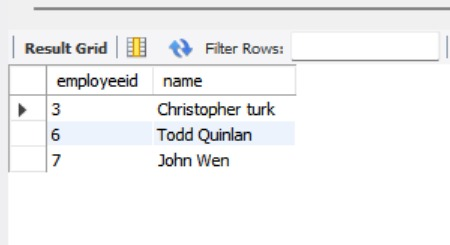 Result Grid Filter Rows:
employeeid name
3 Christopher turk
6 Todd Quinlan
7 John Wen